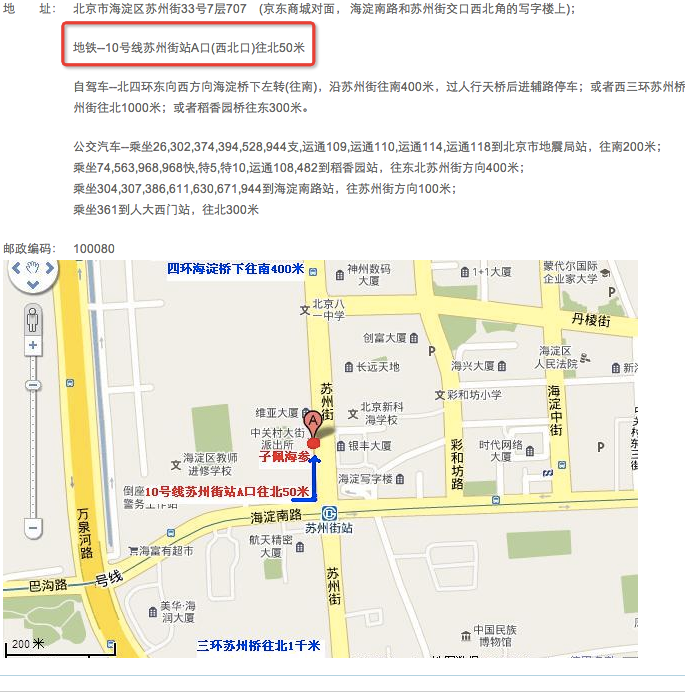 地　　址： 北京市海淀区苏州街33号7层707 （京东商城对面， 海淀南路和苏州街交口西北角的写字楼上);
地铁--10号线苏州街站A口(西北口)往北50米
自驾车--北四环东向西方向海淀桥下左转(往南)，沿苏州街往南400米，过人行天桥后进辅路停车；或者西三环苏州桥
州街往北1000米；或者稻香园桥往东300米。
公交汽车--乘坐26,302,374,394,528,944支,运通109,运通110,运通114,运通118到北京市地震局站，往南200米；
乘坐74,563,968,968快,特5,特10,运通108,482到稻香园站，往东北苏州街方向400米；
乘坐304,307,386,611,630,671,944到海淀南路站，往苏州街方向100米；
乘坐361到人大西门站，往北300米
邮政编码： 100080
四环海淀桥下往南400米
神州数码
大厦
1+1大厦
蒙代尔国际
企业家大学
P
北京八
一中学
丹棱街
创富大厦
P
长远天地
海兴大厦
海淀区
人民法院
苏州街
彩和坊小学
海淀中街
维亚大厦
A
北京新科
海学校
中关村大街
派出所
银丰大厦
彩和坊路
时代网络
大厦
P
子佩海参
海淀区教师
进修学校
海淀写字楼
10号线苏州街站A口往北50米
万泉河路
海淀南路
苏州街站
海富有超市
航天精密
大厦
巴沟路
号线
苏州街
美华·海
润大厦
中国民族
博物馆
200 米
三环苏州桥往北1千米